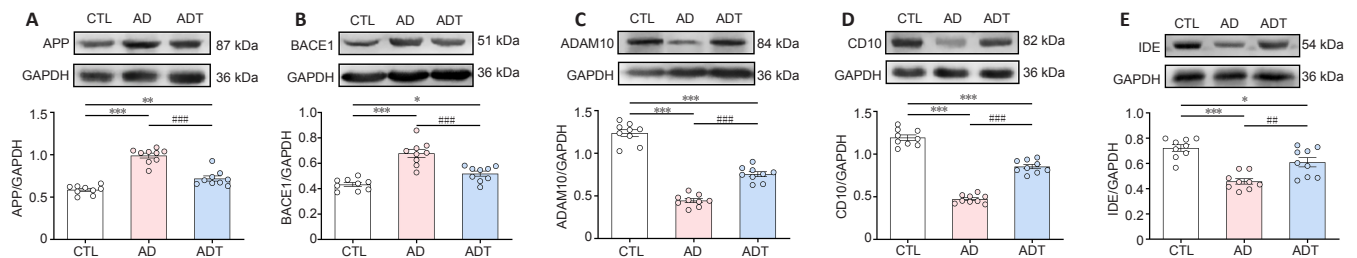 A
CTL AD ADT
APP 87 kDa
GAPDH 36 kDa
**
***
###
1.5
1.0
0.5
0
APP/GAPDH
CTL AD ADT
B
CTL AD ADT
BACE1 51 kDa
GAPDH 36 kDa
*
***
###
1.0
0.8
0.6
0.4
0.2
0
BACE1/GAPDH
CTL AD ADT
C
CTL AD ADT
ADAM10 84 kDa
GAPDH 36 kDa
***
***
###
1.5
1.0
0.5
0
ADAM10/GAPDH
CTL AD ADT
D
CTL AD ADT
CD10 82 kDa
GAPDH 36 kDa
***
***
###
1.5
1.0
0.5
0
CD10/GAPDH
CTL AD ADT
E
CTL AD ADT
IDE 54 kDa
GAPDH 36 kDa
*
***
##
1.0
0.8
0.6
0.4
0.2
0
IDE/GAPDH
CTL AD ADT